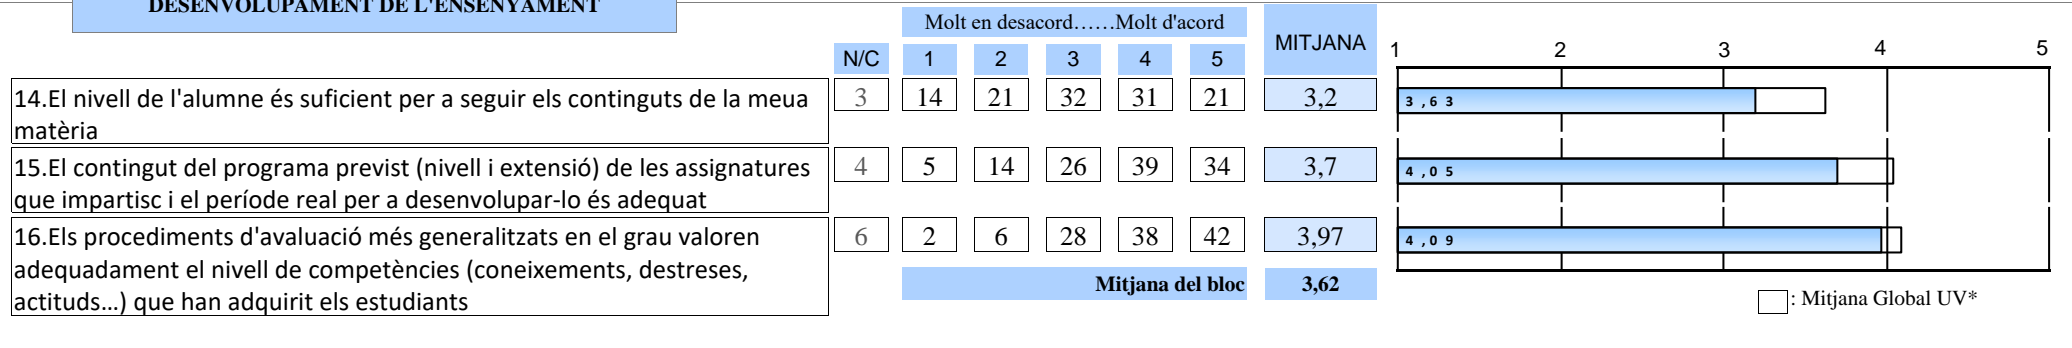 DESENVOLUPAMENT DE L'ENSENYAMENT
Molt en desacord……Molt d'acord
MITJANA
N/C 1 2 3 4 5
1 2 3 4 5
14.El nivell de l'alumne és suficient per a seguir els continguts de la meua
matèria
3 14 21 32 31 21 3,2
3,63
15.El contingut del programa previst (nivell i extensió) de les assignatures
que impartisc i el període real per a desenvolupar-lo és adequat
4 5 14 26 39 34 3,7
4,05
16.Els procediments d'avaluació més generalitzats en el grau valoren
adequadament el nivell de competències (coneixements, destreses,
actituds…) que han adquirit els estudiants
6 2 6 28 38 42 3,97
4,09
Mitjana del bloc 3,62
: Mitjana Global UV*